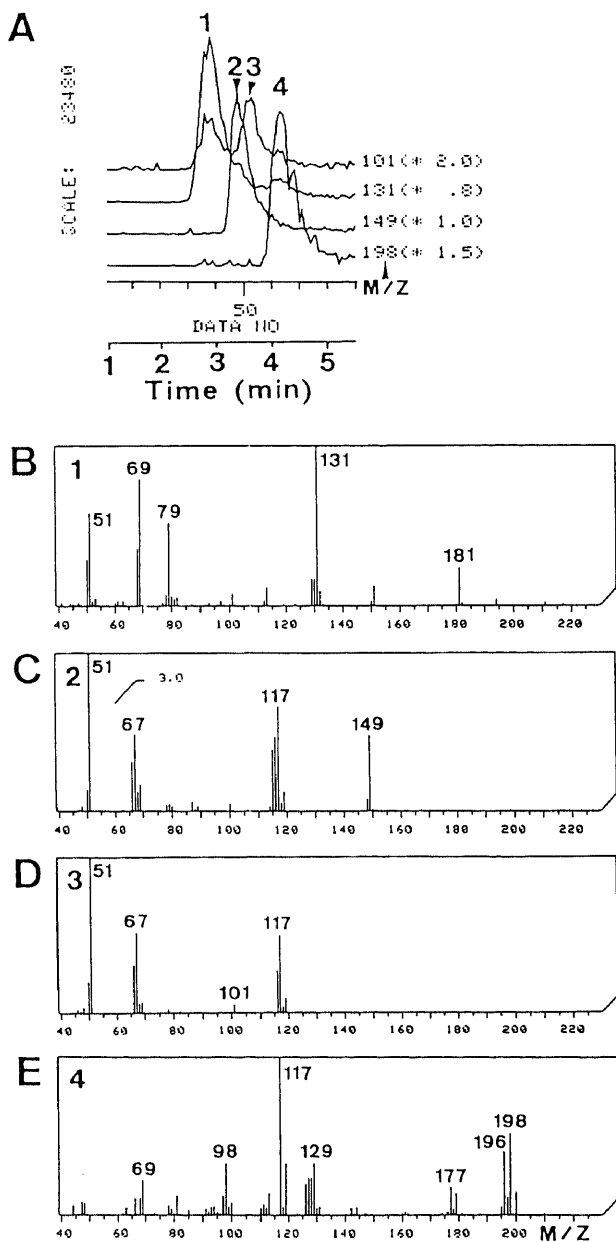 A
1
2 3 4
SCALE: 23480
101(* 2.0)
131(* .8)
149(* 1.0)
198(* 1.5)
M/Z
50
DATA NO
1 2 3 4 5
Time (min)
B
1
51 69 79 131 181
40 60 80 100 120 140 160 180 200 220
C
2
51 3.0 67 117 149
40 60 80 100 120 140 160 180 200 220
D
3
51 67 101 117
40 60 80 100 120 140 160 180 200 220
E
4
69 98 117 129 177 196 198
40 60 80 100 120 140 160 180 200 M/Z